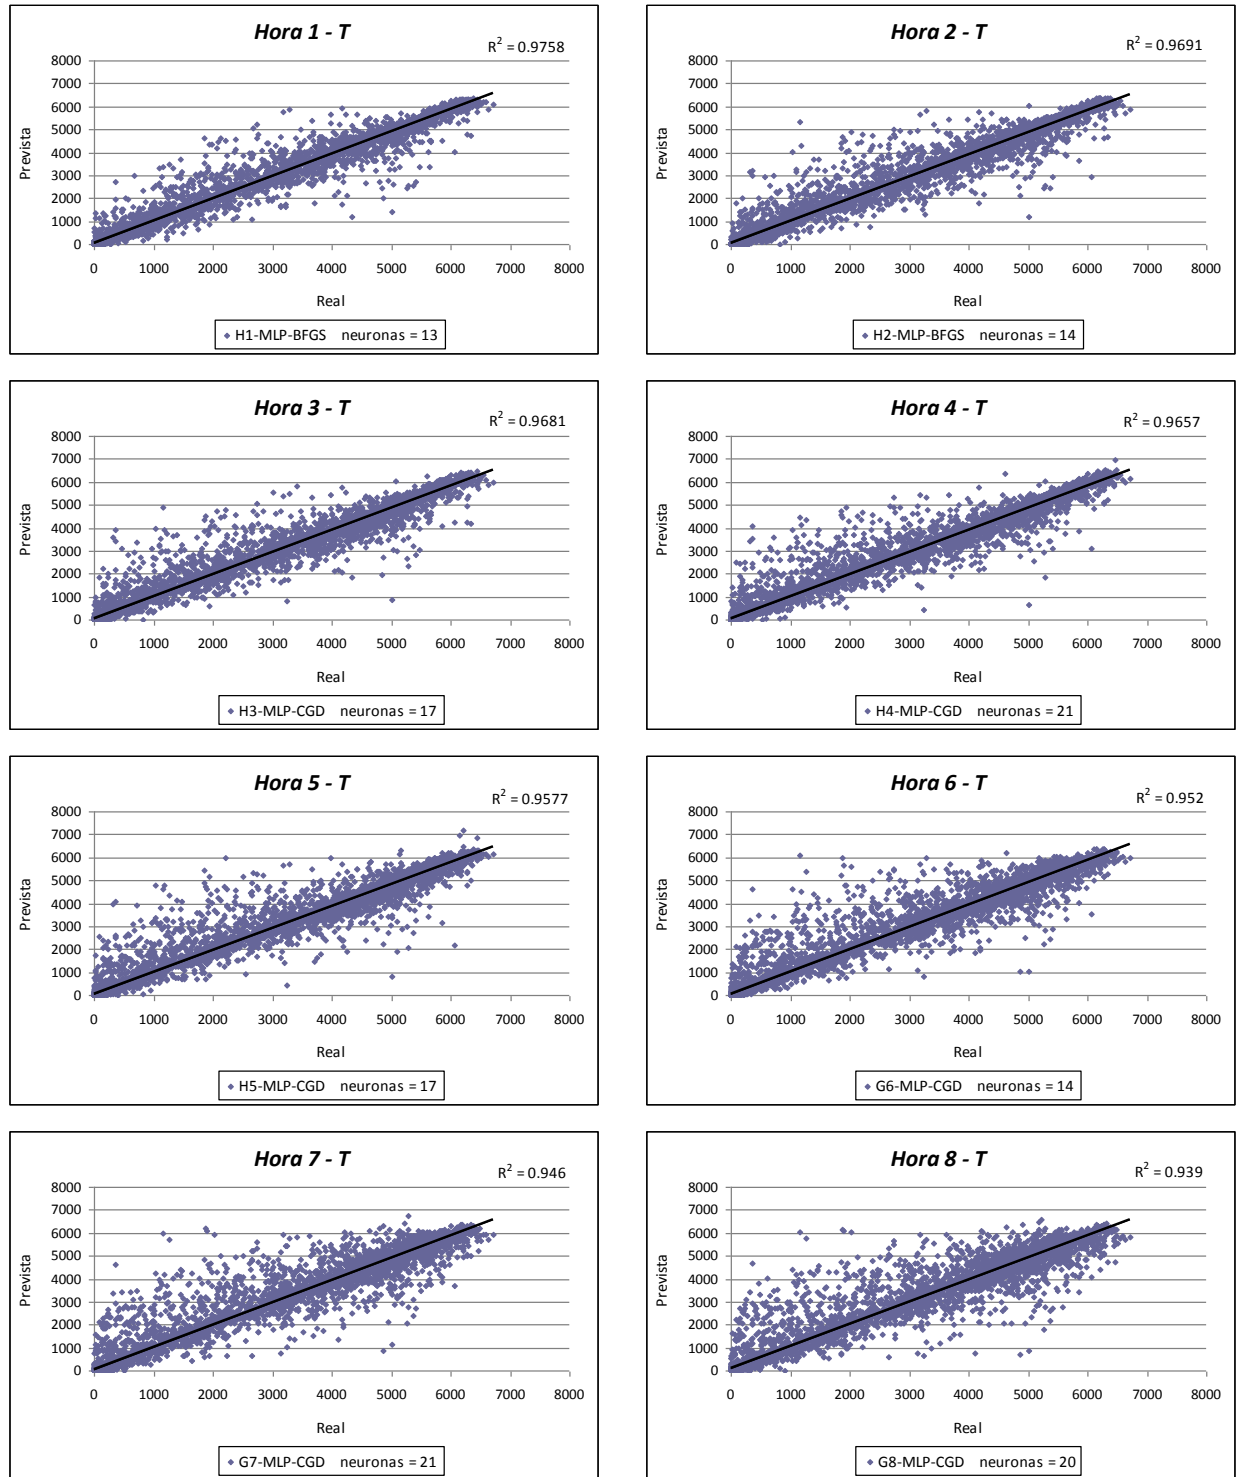 Hora 1 - T
R² = 0.9758
8000
7000
6000
5000
4000
3000
2000
1000
0
Prevista
0 1000 2000 3000 4000 5000 6000 7000 8000
Real
H1-MLP-BFGS neuronas = 13
Hora 2 - T
R² = 0.9691
8000
7000
6000
5000
4000
3000
2000
1000
0
Prevista
0 1000 2000 3000 4000 5000 6000 7000 8000
Real
H2-MLP-BFGS neuronas = 14
Hora 3 - T
R² = 0.9681
8000
7000
6000
5000
4000
3000
2000
1000
0
Prevista
0 1000 2000 3000 4000 5000 6000 7000 8000
Real
H3-MLP-CGD neuronas = 17
Hora 4 - T
R² = 0.9657
8000
7000
6000
5000
4000
3000
2000
1000
0
Prevista
0 1000 2000 3000 4000 5000 6000 7000 8000
Real
H4-MLP-CGD neuronas = 21
Hora 5 - T
R² = 0.9577
8000
7000
6000
5000
4000
3000
2000
1000
0
Prevista
0 1000 2000 3000 4000 5000 6000 7000 8000
Real
H5-MLP-CGD neuronas = 17
Hora 6 - T
R² = 0.952
8000
7000
6000
5000
4000
3000
2000
1000
0
Prevista
0 1000 2000 3000 4000 5000 6000 7000 8000
Real
G6-MLP-CGD neuronas = 14
Hora 7 - T
R² = 0.946
8000
7000
6000
5000
4000
3000
2000
1000
0
Prevista
0 1000 2000 3000 4000 5000 6000 7000 8000
Real
G7-MLP-CGD neuronas = 21
Hora 8 - T
R² = 0.939
8000
7000
6000
5000
4000
3000
2000
1000
0
Prevista
0 1000 2000 3000 4000 5000 6000 7000 8000
Real
G8-MLP-CGD neuronas = 20